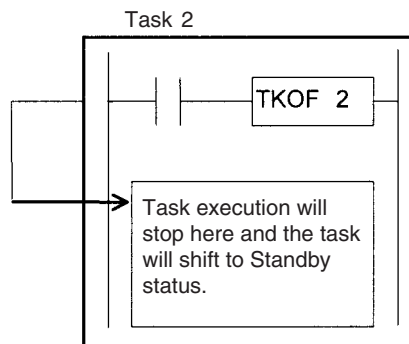 Task 2
TKOF 2
Task execution will
stop here and the task
will shift to Standby
status.